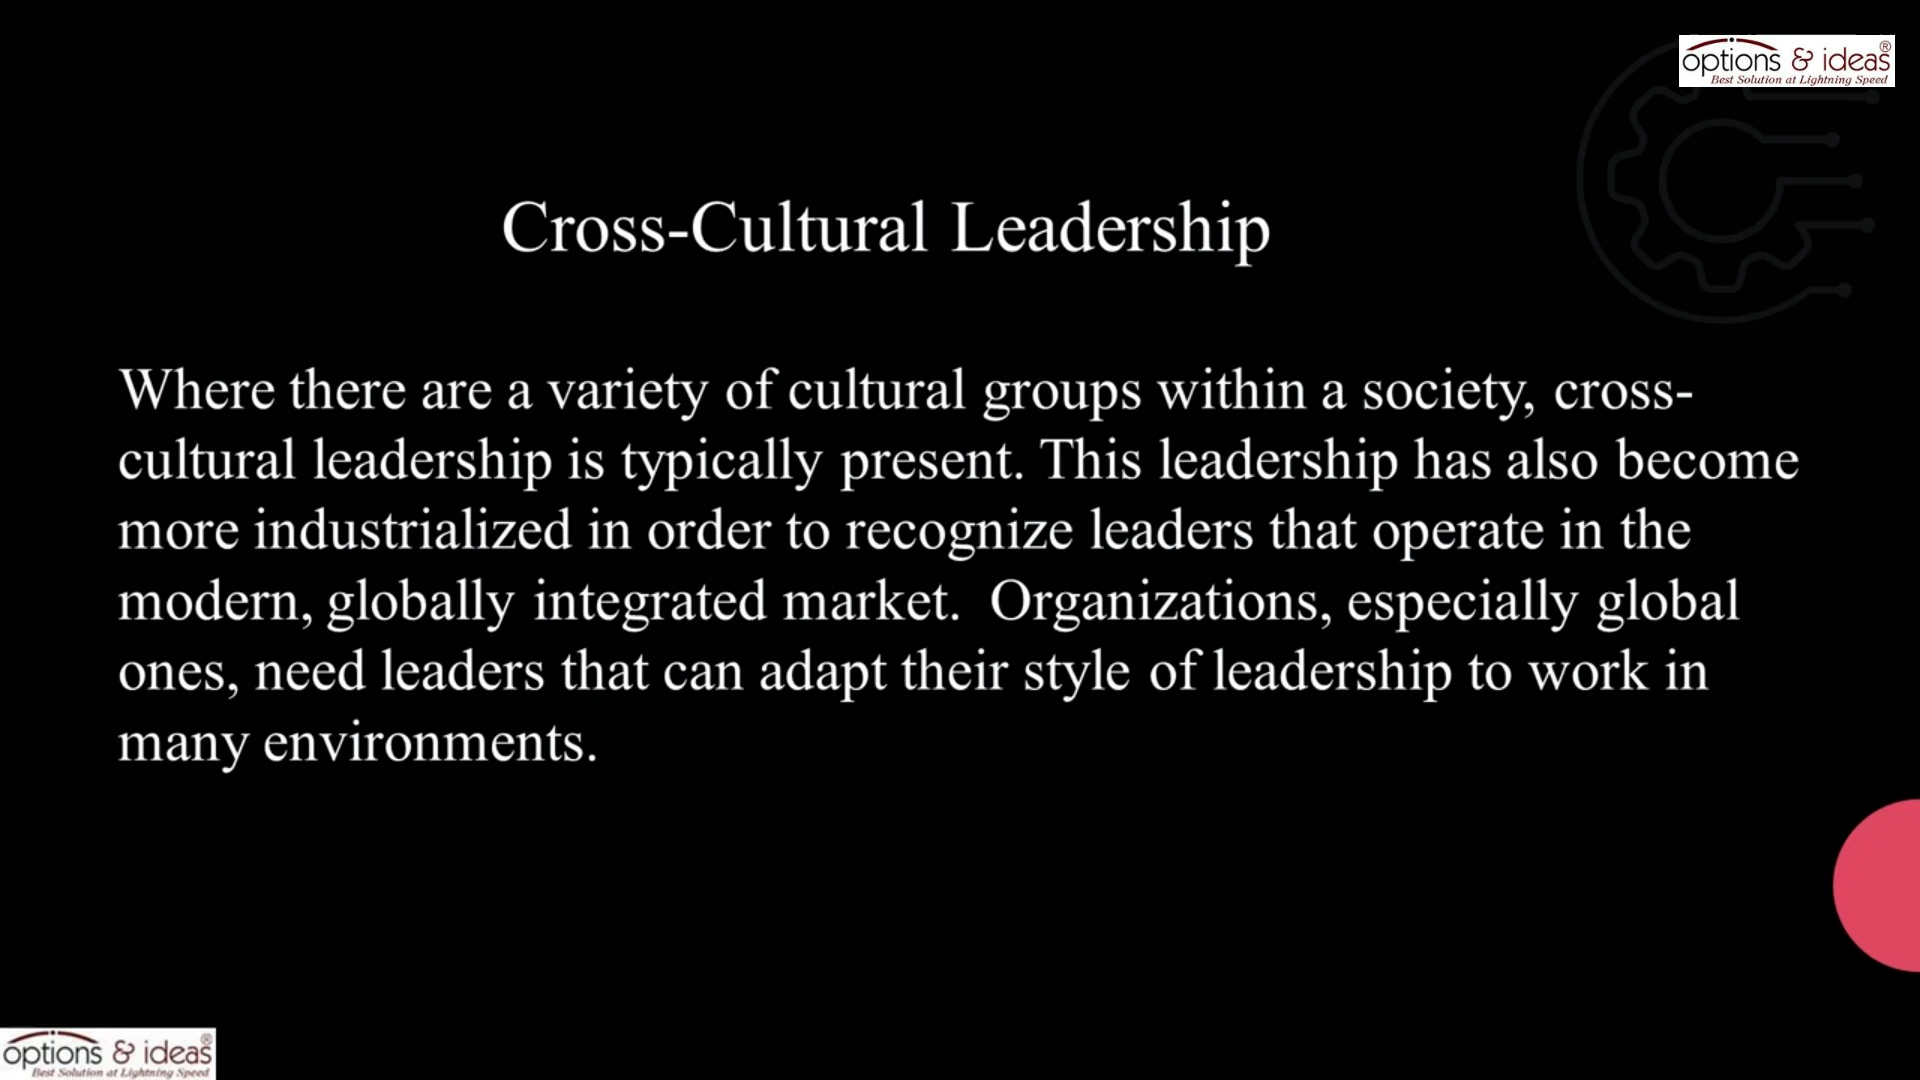 options & ideas®
Best Solution at Lightning Speed
Cross-Cultural Leadership
Where there are a variety of cultural groups within a society, cross-
cultural leadership is typically present. This leadership has also become
more industrialized in order to recognize leaders that operate in the
modern, globally integrated market.  Organizations, especially global
ones, need leaders that can adapt their style of leadership to work in
many environments.
options & ideas®
Best Solution at Lightning Speed